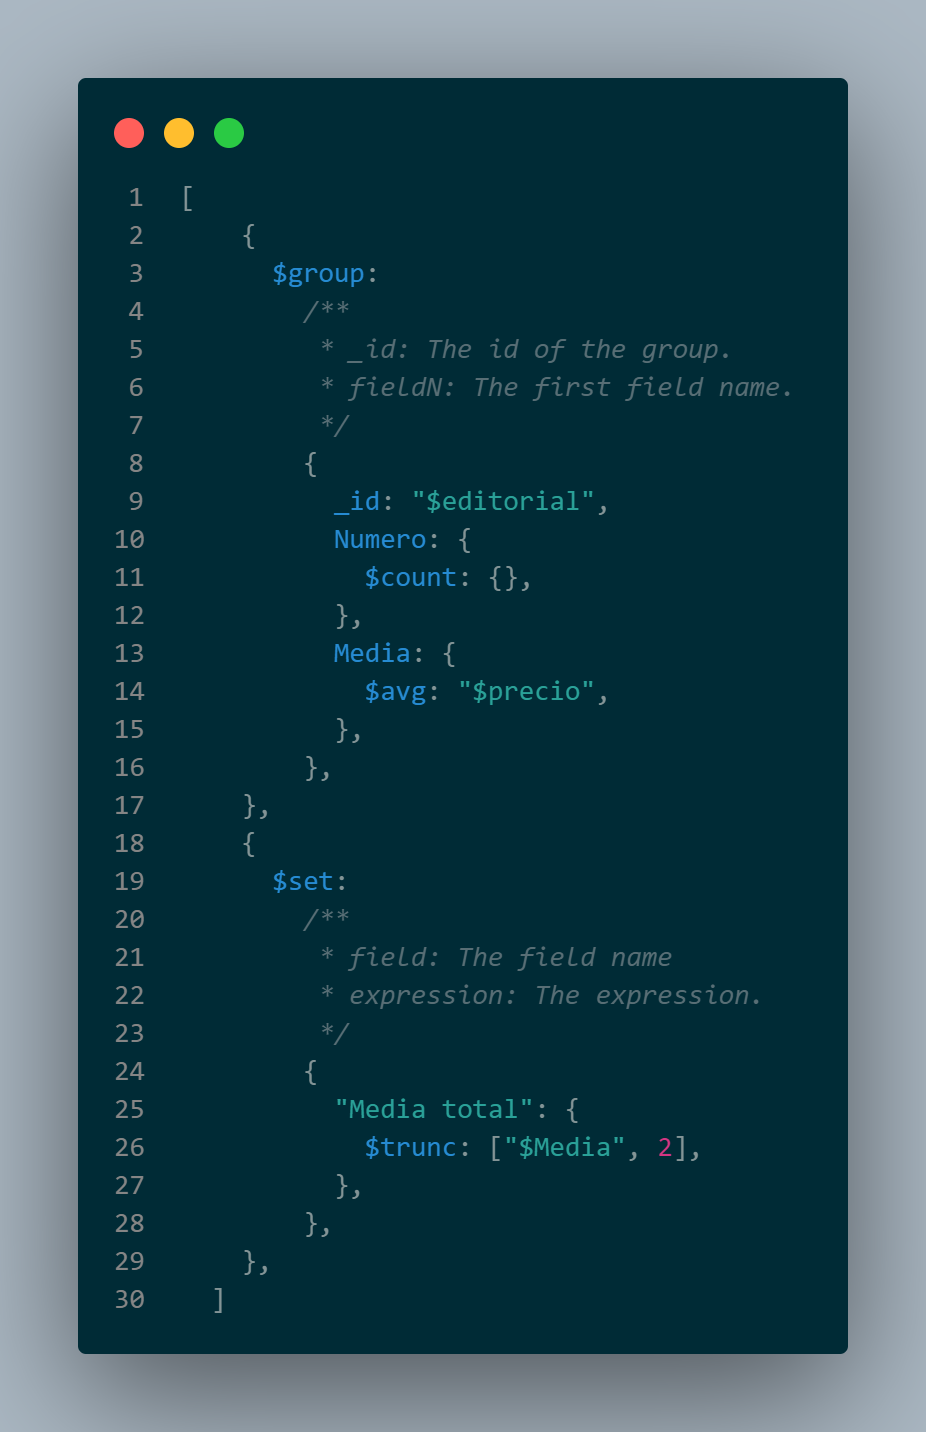 1 [
2     {
3       $group:
4         /**
5          * _id: The id of the group.
6          * fieldN: The first field name.
7          */
8         {
9           _id: "$editorial",
10           Numero: {
11             $count: {},
12           },
13           Media: {
14             $avg: "$precio",
15           },
16         },
17     },
18     {
19       $set:
20         /**
21          * field: The field name
22          * expression: The expression.
23          */
24         {
25           "Media total": {
26             $trunc: ["$Media", 2],
27           },
28         },
29     },
30   ]